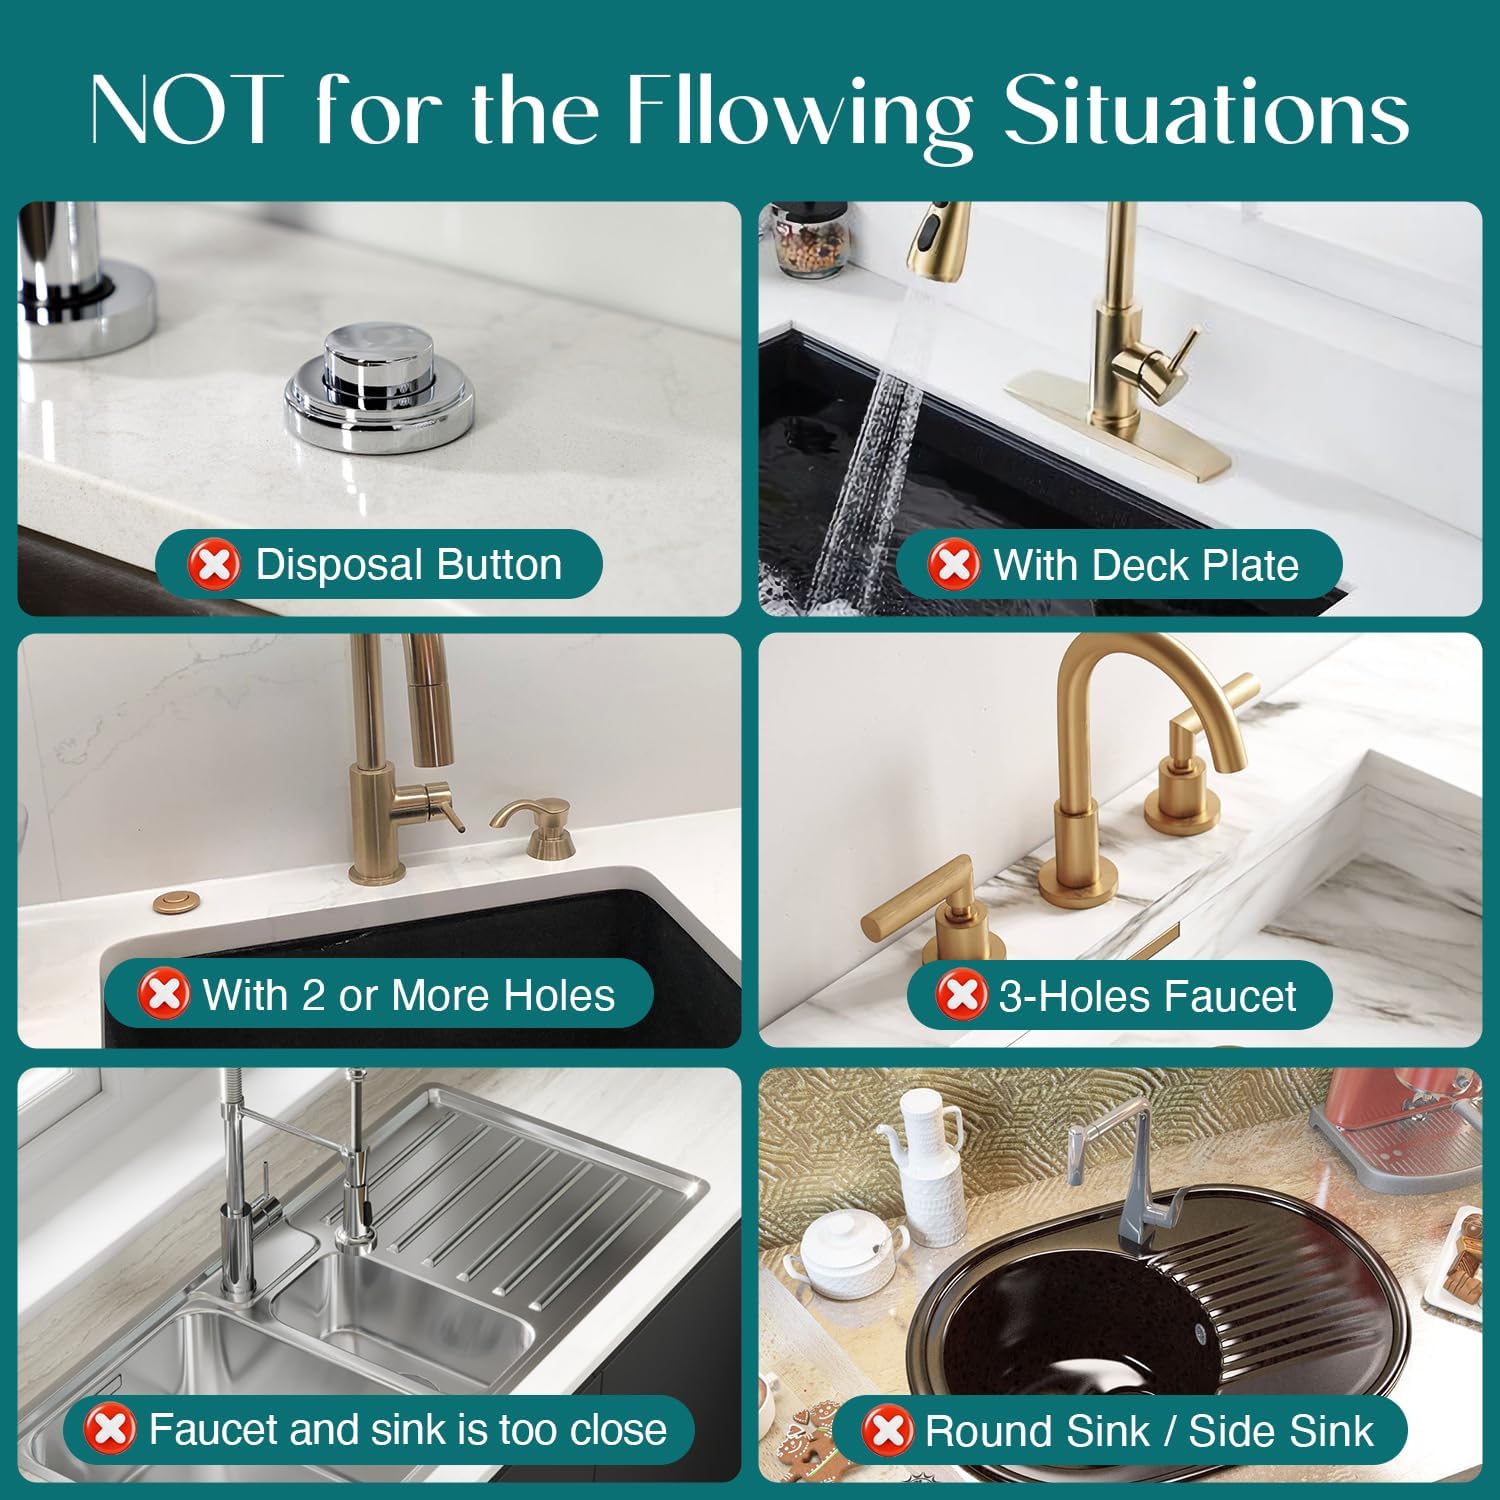 NOT for the Fllowing Situations
Disposal Button
With Deck Plate
With 2 or More Holes
3-Holes Faucet
Faucet and sink is too close
Round Sink / Side Sink